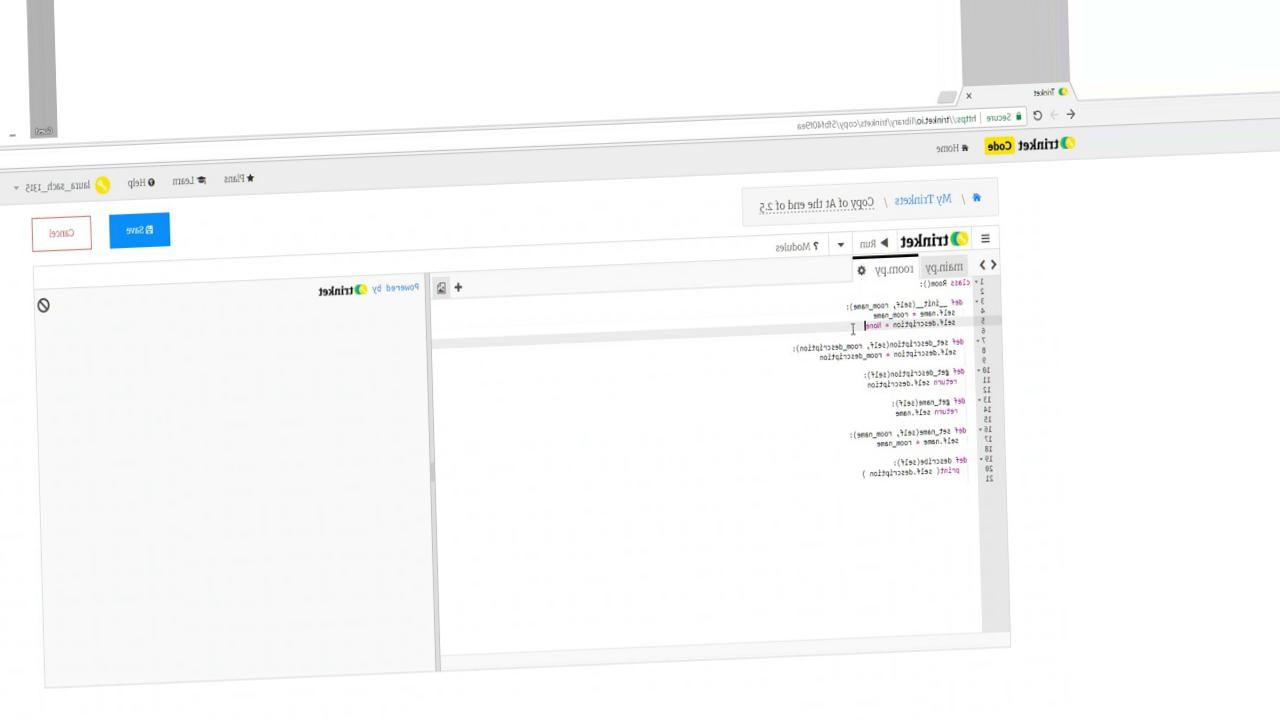 Guest
Trinket
Secure https://trinket.io/library/trinkets/copy/5fbf40f9ea
trinket Code Home Plans Learn Help laura_sach_1315
My Trinkets / Copy of At the end of 2.5 Save Cancel
trinket Run ? Modules
main.py room.py Powered by trinket
1 class Room():
2
3 def __init__(self, room_name):
4 self.name = room_name
5 self.description = None
6
7 def set_description(self, room_description):
8 self.description = room_description
9
10 def get_description(self):
11 return self.description
12
13 def get_name(self):
14 return self.name
15
16 def set_name(self, room_name):
17 self.name = room_name
18
19 def describe(self):
20 print( self.description )
21